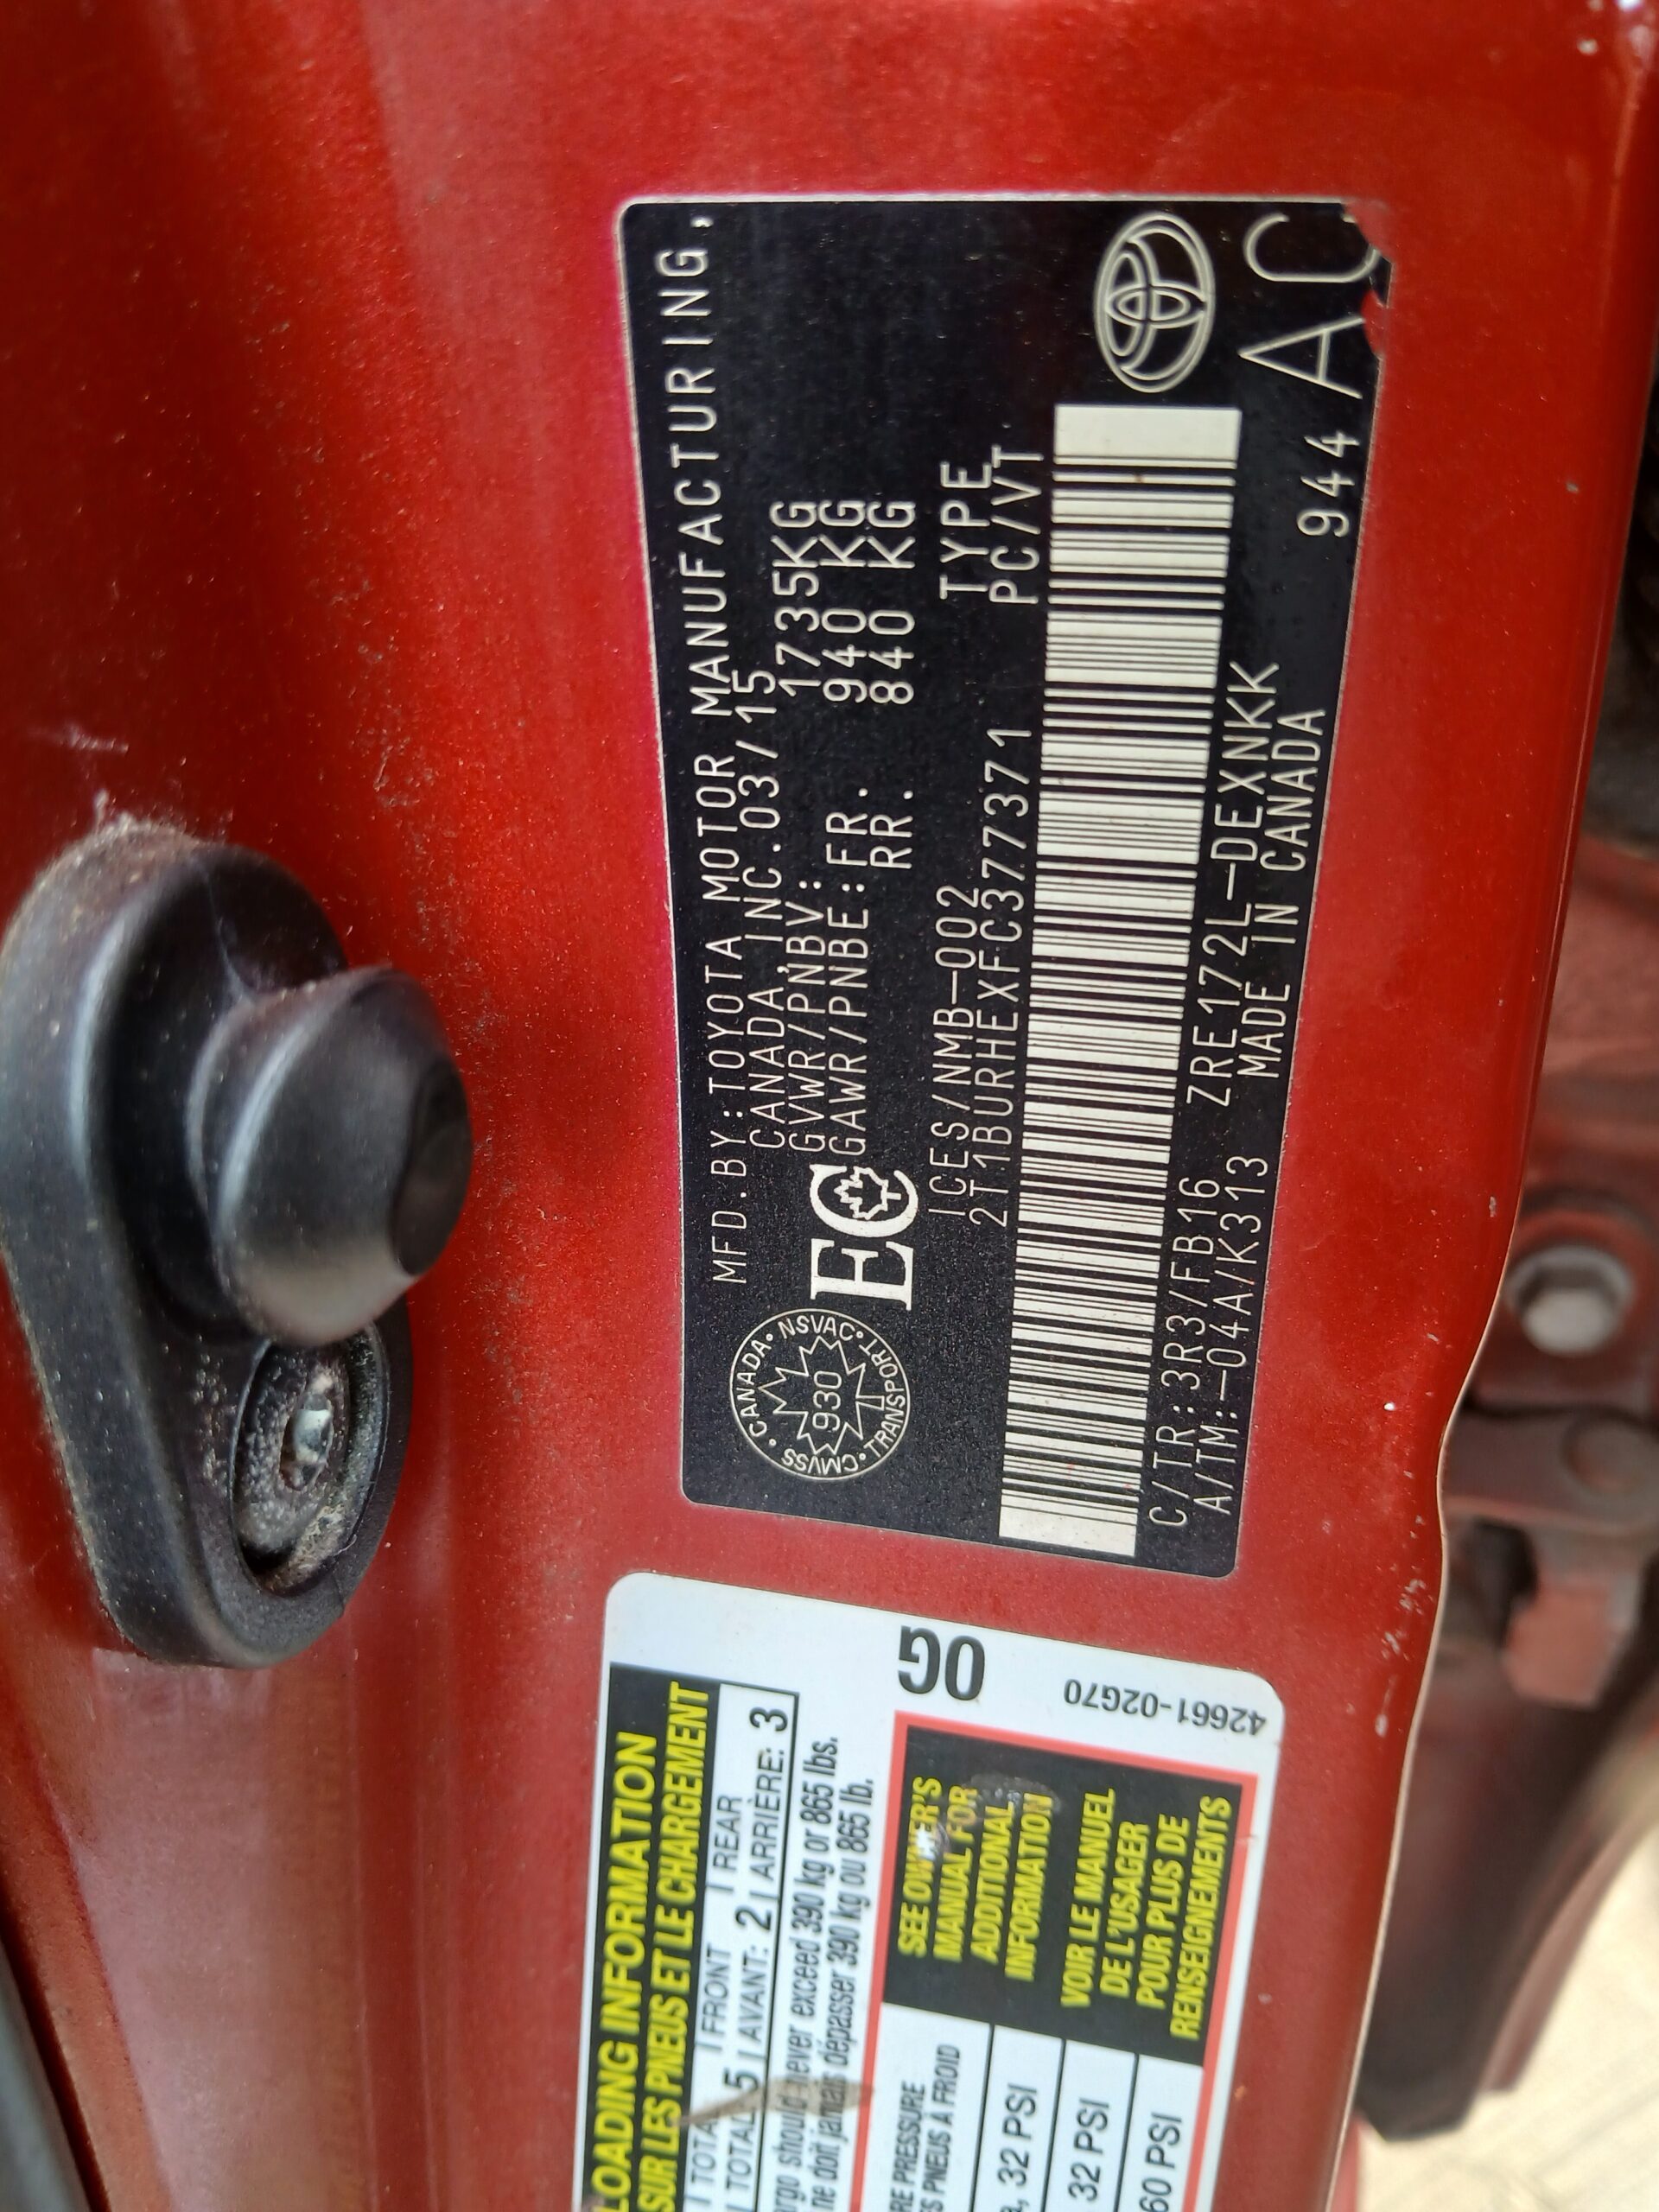 MFD.BY:TOYOTA MOTOR MANUFACTURING,
CANADA,INC.03/15
GVWR/PNBV: 1735KG
GAWR/PNBE:FR. 940 KG
RR. 840 KG
EC
CANADA • NSVAC • TRANSPORT • CMVSS •
930
ICES/NMB-002 TYPE
2T1BURHEXFC377371 PC/VT
C/TR:3R3/FB16 ZRE172L-DEXNKK
A/TM:-04A/K313 MADE IN CANADA 944 AC
LOADING INFORMATION
SUR LES PNEUS ET LE CHARGEMENT
FRONT REAR
TOTAL 5 AVANT: 2 ARRIÈRE: 3
should never exceed 390 kg or 865 lbs.
ne doit jamais dépasser 390 kg ou 865 lb.
0G
42661-02G70
SEE OWNER'S
MANUAL FOR
ADDITIONAL
INFORMATION
VOIR LE MANUEL
DE L'USAGER
POUR PLUS DE
RENSEIGNEMENTS
PRESSURE
PNEUS A FROID
32 PSI
32 PSI
60 PSI